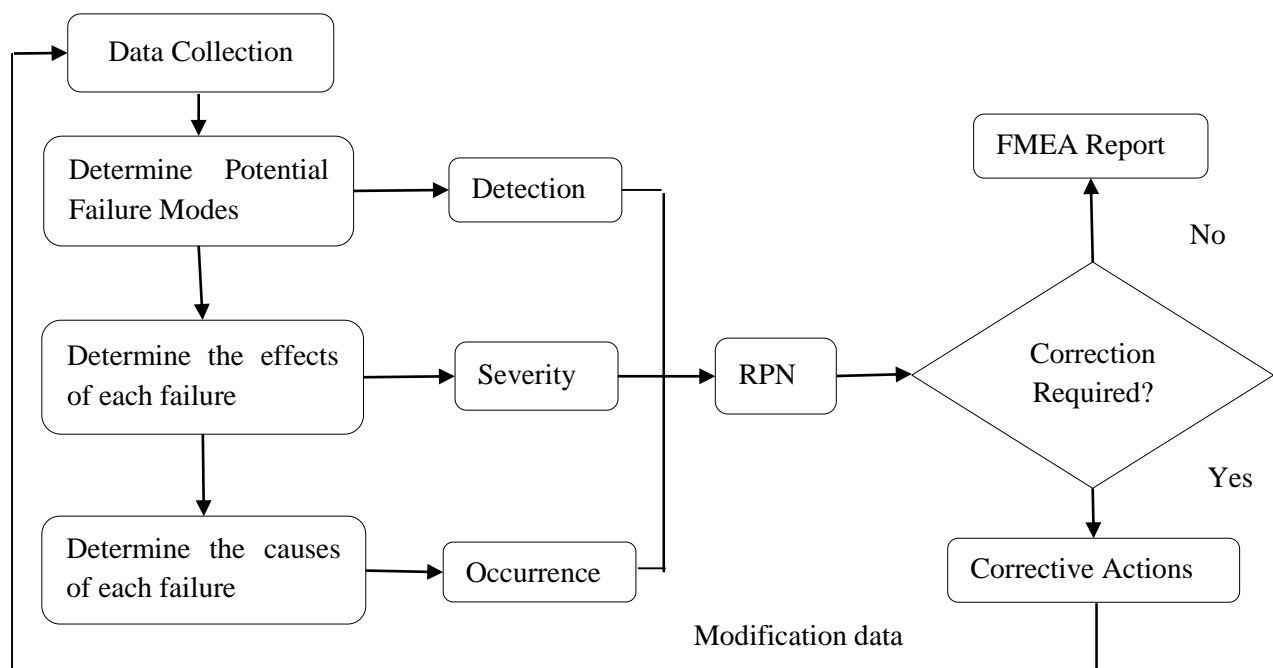 Data Collection
Determine Potential
Failure Modes
Detection
FMEA Report
No
Determine the effects
of each failure
Severity
RPN
Correction
Required?
Yes
Determine the causes
of each failure
Occurrence
Corrective Actions
Modification data